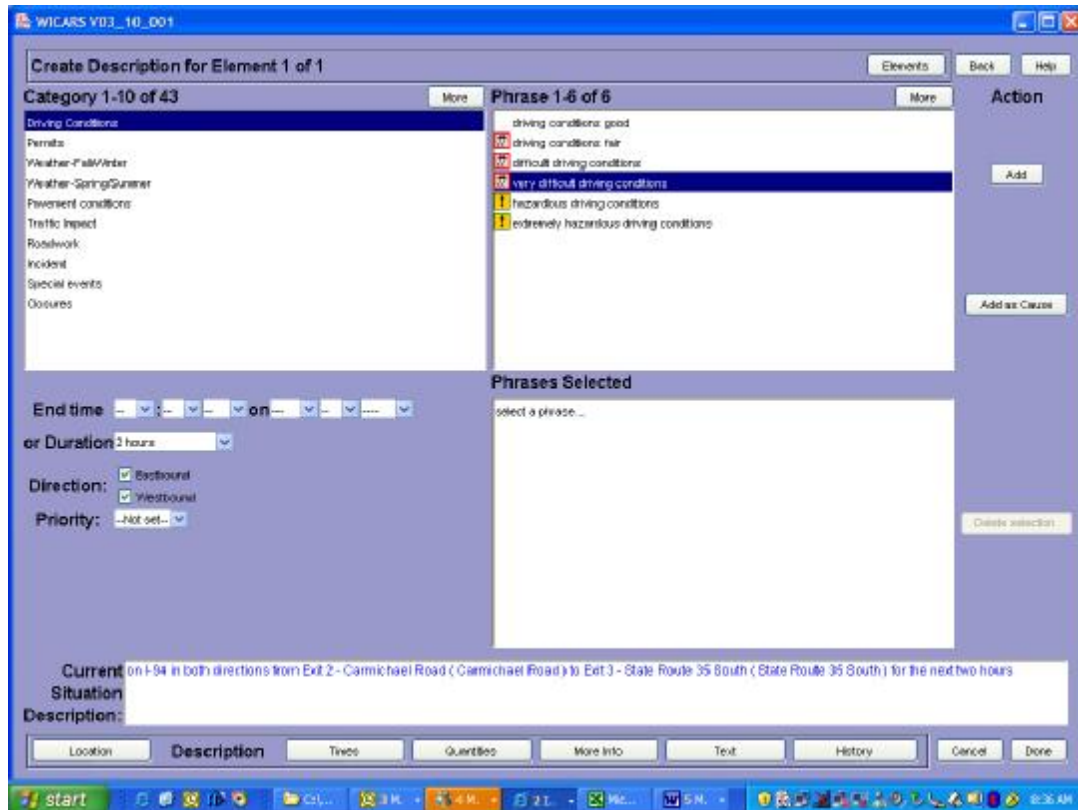 WICARS V03_10_001
Create Description for Element 1 of 1
Elements
Back
Help
Category 1-10 of 43
More
Phrase 1-6 of 6
More
Action
Driving Conditions
Permits
Weather-Fall/Winter
Weather-Spring/Summer
Pavement conditions
Traffic Impact
Roadwork
Incident
Special events
Closures
driving conditions good
driving conditions fair
difficult driving conditions
very difficult driving conditions
hazardous driving conditions
extremely hazardous driving conditions
Add
Add as Cause
Phrases Selected
select a phrase...
End time -- : -- -- on --- -- ----
or Duration 2 hours
Direction:
Eastbound
Westbound
Priority: --Not set--
Delete selection
Current Situation Description:
on I-94 in both directions from Exit 2 - Carmichael Road ( Carmichael Road ) to Exit 3 - State Route 35 South ( State Route 35 South ) for the next two hours
Location
Description
Times
Quantities
More Info
Text
History
Cancel
Done
start
8:36 AM